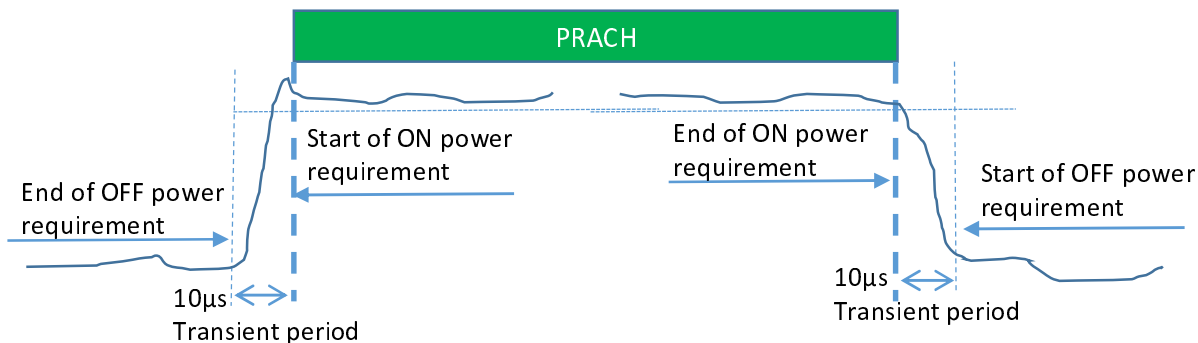 PRACH
Start of ON power
requirement
End of ON power
requirement
End of OFF power
requirement
Start of OFF power
requirement
10µs
Transient period
10µs
Transient period